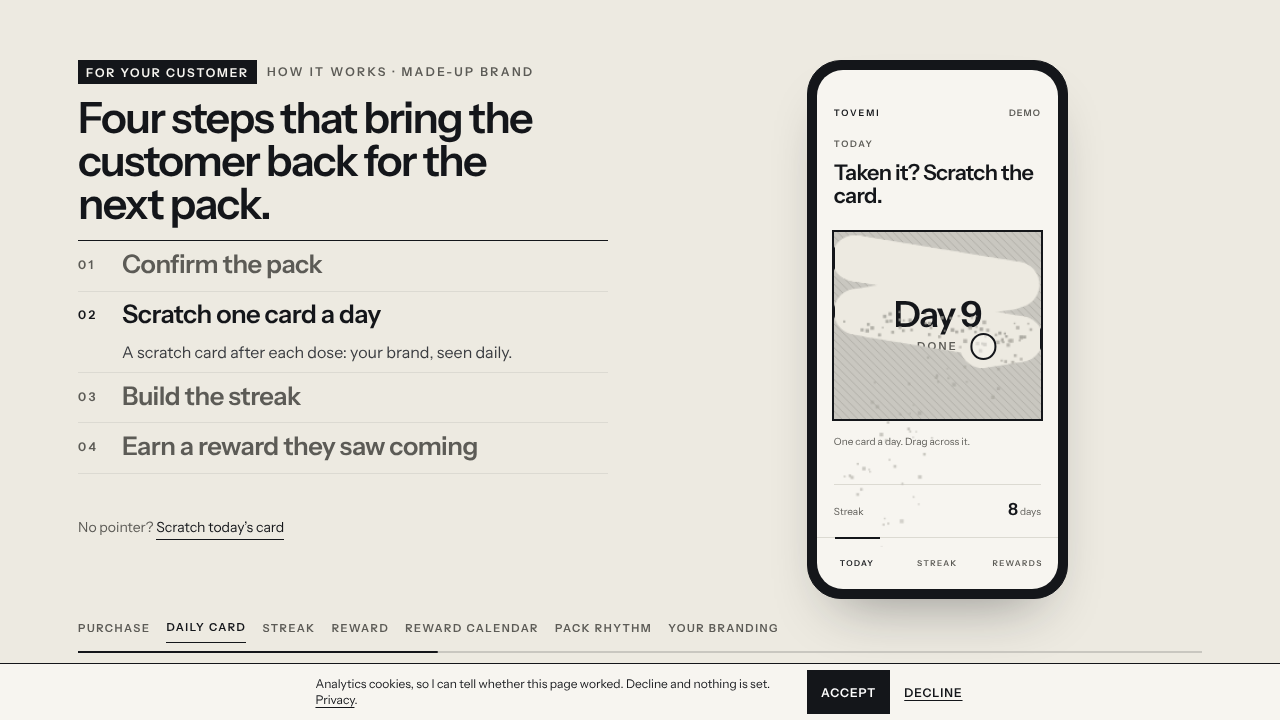 FOR YOUR CUSTOMER HOW IT WORKS · MADE-UP BRAND
Four steps that bring the
customer back for the
next pack.
01 Confirm the pack
02 Scratch one card a day
A scratch card after each dose: your brand, seen daily.
03 Build the streak
04 Earn a reward they saw coming
No pointer? Scratch today's card
TOVEMI DEMO
TODAY
Taken it? Scratch the
card.
Day 9
DONE
One card a day. Drag across it.
Streak 8 days
TODAY STREAK REWARDS
PURCHASE DAILY CARD STREAK REWARD REWARD CALENDAR PACK RHYTHM YOUR BRANDING
Analytics cookies, so I can tell whether this page worked. Decline and nothing is set.
Privacy.
ACCEPT DECLINE